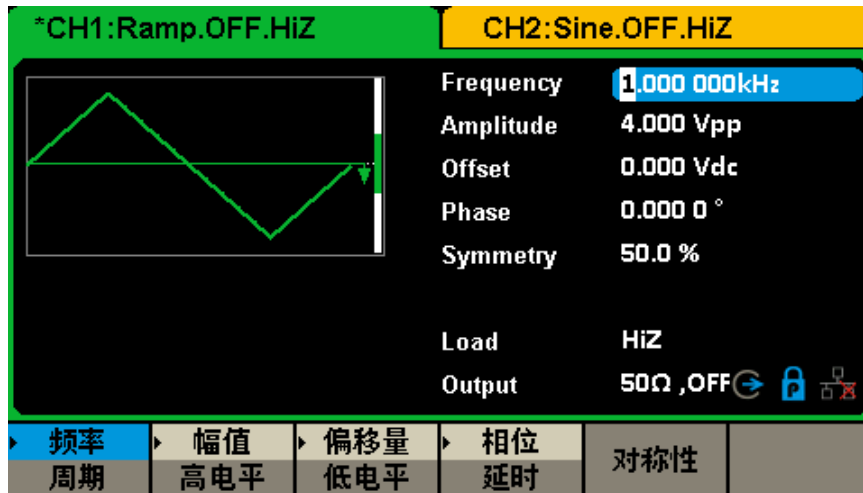 *CH1:Ramp.OFF.HiZ
CH2:Sine.OFF.HiZ
Frequency 1.000 000kHz
Amplitude 4.000 Vpp
Offset 0.000 Vdc
Phase 0.000 0 °
Symmetry 50.0 %
Load HiZ
Output 50Ω ,OFF P
频率 幅值 偏移量 相位 对称性
周期 高电平 低电平 延时